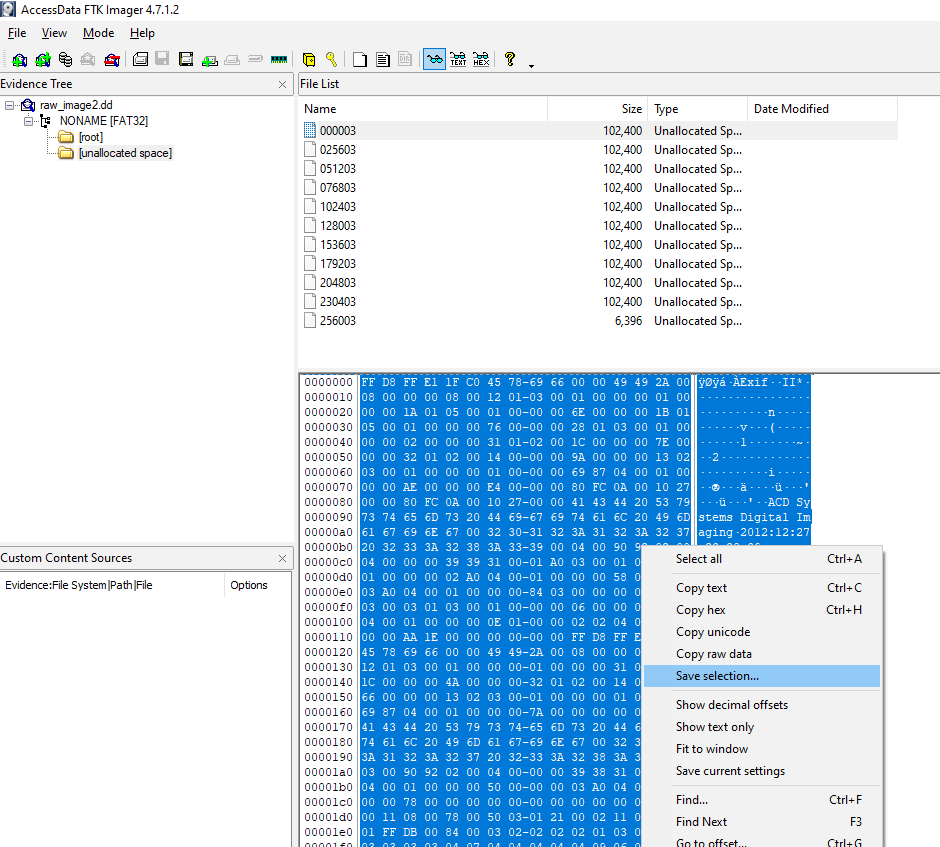 AccessData FTK Imager 4.7.1.2
File View Mode Help
Evidence Tree
raw_image2.dd
NONAME [FAT32]
[root]
[unallocated space]
Custom Content Sources
Evidence:File System|Path|File Options
File List
Name Size Type Date Modified
000003 102,400 Unallocated Sp...
025603 102,400 Unallocated Sp...
051203 102,400 Unallocated Sp...
076803 102,400 Unallocated Sp...
102403 102,400 Unallocated Sp...
128003 102,400 Unallocated Sp...
153603 102,400 Unallocated Sp...
179203 102,400 Unallocated Sp...
204803 102,400 Unallocated Sp...
230403 102,400 Unallocated Sp...
256003 6,396 Unallocated Sp...
0000000 FF D8 FF E1 1F C0 45 78-69 66 00 00 49 49 2A 00 ÿØÿá·ÀExif··II*·
0000010 08 00 00 00 08 00 12 01-03 00 01 00 00 00 01 00 ················
0000020 00 00 1A 01 05 00 01 00-00 00 6E 00 00 00 1B 01 ··········n·····
0000030 05 00 01 00 00 00 76 00-00 00 28 01 03 00 01 00 ······v···(·····
0000040 00 00 02 00 00 00 31 01-02 00 1C 00 00 00 7E 00 ······1·······~·
0000050 00 00 32 01 02 00 14 00-00 00 9A 00 00 00 13 02 ··2·············
0000060 03 00 01 00 00 00 01 00-00 00 69 87 04 00 01 00 ··········i·····
0000070 00 00 AE 00 00 00 E4 00-00 00 80 FC 0A 00 10 27 ··®···ä····ü···'
0000080 00 00 80 FC 0A 00 10 27-00 00 41 43 44 20 53 79 ···ü···'··ACD Sy
0000090 73 74 65 6D 73 20 44 69-67 69 74 61 6C 20 49 6D stems Digital Im
00000a0 61 67 69 6E 67 00 32 30-31 32 3A 31 32 3A 32 37 aging·2012:12:27
00000b0 20 32 33 3A 32 38 3A 33-39 00 04 00 90
00000c0 04 00 00 00 39 39 31 00-01 A0 03 00 01 0
00000d0 01 00 00 00 02 A0 04 00-01 00 00 00 58 0
00000e0 03 A0 04 00 01 00 00 00-84 03 00 00 00 0
00000f0 03 00 03 01 03 00 01 00-00 00 06 00 00 0
0000100 04 00 01 00 00 00 0E 01-00 00 02 02 04 0
0000110 00 00 AA 1E 00 00 00 00-00 00 FF D8 FF E
0000120 45 78 69 66 00 00 49 49-2A 00 08 00 00 0
0000130 12 01 03 00 01 00 00 00-01 00 00 00 31 0
0000140 1C 00 00 00 4A 00 00 00-32 01 02 00 14 0
0000150 66 00 00 00 13 02 03 00-01 00 00 00 01 0
0000160 69 87 04 00 01 00 00 00-7A 00 00 00 00 0
0000170 41 43 44 20 53 79 73 74-65 6D 73 20 44 6
0000180 74 61 6C 20 49 6D 61 67-69 6E 67 00 32 3
0000190 3A 31 32 3A 32 37 20 32-33 3A 32 38 3A 3
00001a0 03 00 90 92 02 00 04 00-00 00 39 38 31 0
00001b0 04 00 01 00 00 00 50 00-00 00 03 A0 04 0
00001c0 00 00 78 00 00 00 00 00-00 00 00 00 00 0
00001d0 00 11 08 00 78 00 50 03-01 21 00 02 11 0
00001e0 01 FF DB 00 84 00 03 02-02 02 02 01 03 0
Select all Ctrl+A
Copy text Ctrl+C
Copy hex Ctrl+H
Copy unicode
Copy raw data
Save selection...
Show decimal offsets
Show text only
Fit to window
Save current settings
Find... Ctrl+F
Find Next F3
Go to offset... Ctrl+G